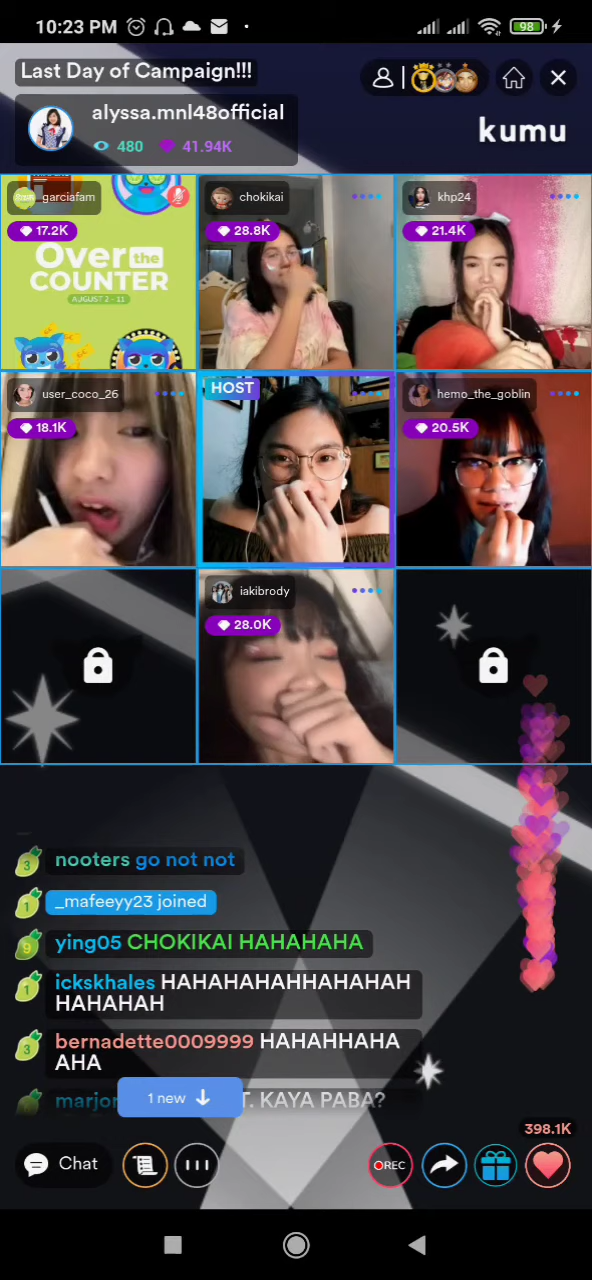 10:23 PM
98
Last Day of Campaign!!!
alyssa.mnl48official
480 41.94K
kumu
garciafam
17.2K
Over the
COUNTER
AUGUST 2 - 11
chokikai
28.8K
khp24
21.4K
user_coco_26
18.1K
HOST
hemo_the_goblin
20.5K
iakibrody
28.0K
3 nooters go not not
1 _mafeeyy23 joined
9 ying05 CHOKIKAI HAHAHAHA
1 ickskhales HAHAHAHAHHAHAHAH
HAHAHAH
3 bernadette0009999 HAHAHHAHA
AHA
T. KAYA PABA?
1 new
398.1K
Chat
REC